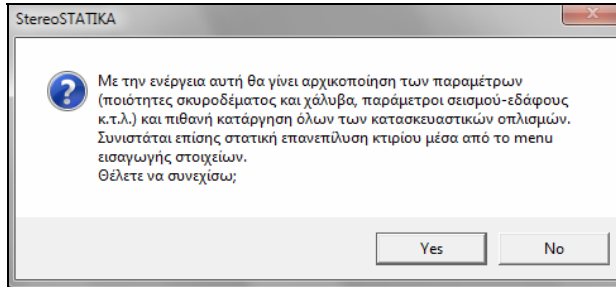 StereoSTATIKA
Με την ενέργεια αυτή θα γίνει αρχικοποίηση των παραμέτρων
(ποιότητες σκυροδέματος και χάλυβα, παράμετροι σεισμού-εδάφους
κ.τ.λ.) και πιθανή κατάργηση όλων των κατασκευαστικών οπλισμών.
Συνιστάται επίσης στατική επανεπίλυση κτιρίου μέσα από το menu
εισαγωγής στοιχείων.
Θέλετε να συνεχίσω;
Yes No